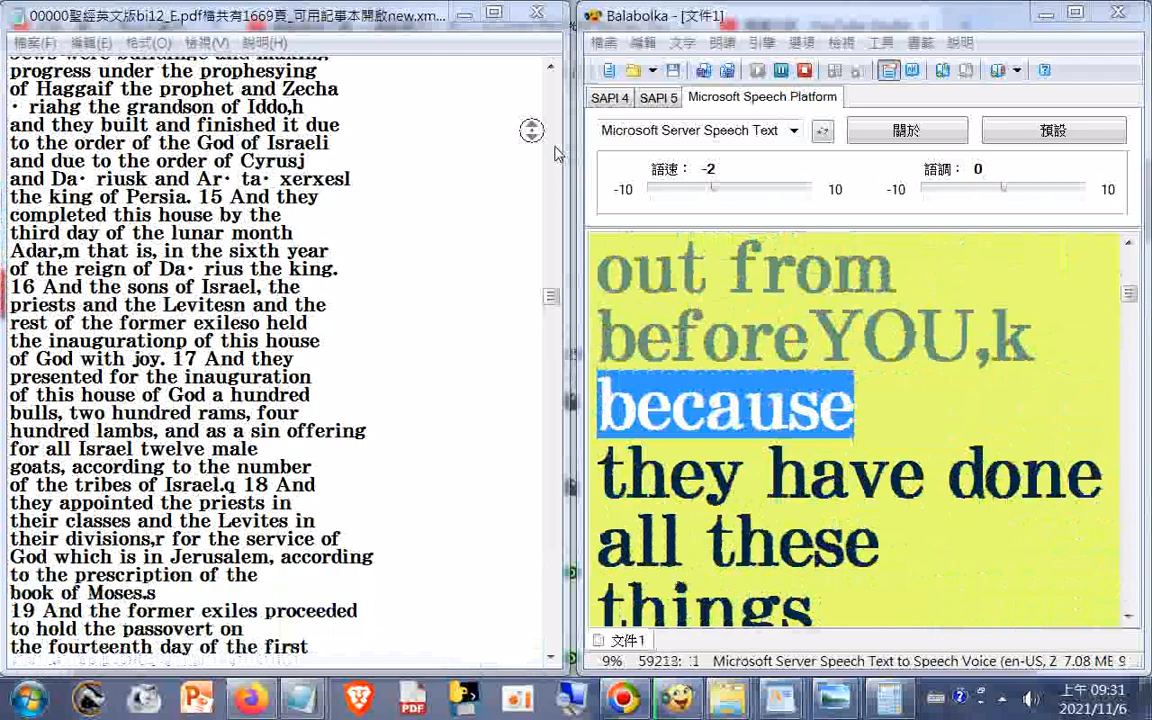 00000聖經英文版bi12_E.pdf檔共有1669頁_可用記事本開啟new.xm...
檔案(F) 編輯(E) 格式(O) 檢視(V) 說明(H)
progress under the prophesying
of Haggaif the prophet and Zecha
· riahg the grandson of Iddo,h
and they built and finished it due
to the order of the God of Israeli
and due to the order of Cyrusj
and Da· riusk and Ar· ta· xerxesl
the king of Persia. 15 And they
completed this house by the
third day of the lunar month
Adar,m that is, in the sixth year
of the reign of Da· rius the king.
16 And the sons of Israel, the
priests and the Levitesn and the
rest of the former exileso held
the inaugurationp of this house
of God with joy. 17 And they
presented for the inauguration
of this house of God a hundred
bulls, two hundred rams, four
hundred lambs, and as a sin offering
for all Israel twelve male
goats, according to the number
of the tribes of Israel.q 18 And
they appointed the priests in
their classes and the Levites in
their divisions,r for the service of
God which is in Jerusalem, according
to the prescription of the
book of Moses.s
19 And the former exiles proceeded
to hold the passovert on
the fourteenth day of the first
Balabolka - [文件1]
檔案 編輯 文字 朗讀 引擎 選項 檢視 工具 書籤 說明
SAPI 4 SAPI 5 Microsoft Speech Platform
Microsoft Server Speech Text 關於 預設
語速： -2 語調： 0
-10 10 -10 10
out from
beforeYOU,k
because
they have done
all these
things
文件1
9% 59213: :1 Microsoft Server Speech Text to Speech Voice (en-US, Z 7.08 MB 9
上午 09:31
2021/11/6